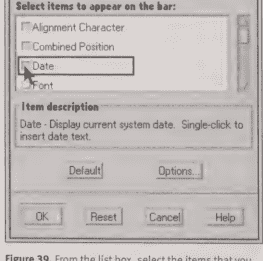 Select items to appear on the bar:
Alignment Character
Combined Position
Date
Font
Item description
Date - Display current system date. Single-click to
insert date text.
Default Options...
OK Reset Cancel Help
Figure 39 From the list box, select the items that you